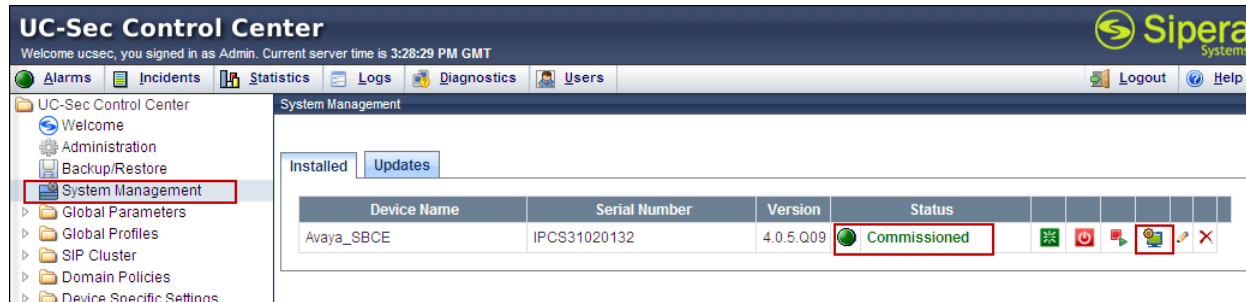 UC-Sec Control Center
Welcome ucsec, you signed in as Admin. Current server time is 3:28:29 PM GMT
Sipera
Systems
Alarms Incidents Statistics Logs Diagnostics Users Logout Help
UC-Sec Control Center
Welcome
Administration
Backup/Restore
System Management
Global Parameters
Global Profiles
SIP Cluster
Domain Policies
Device Specific Settings
System Management
Installed Updates
Device Name Serial Number Version Status
Avaya_SBCE IPCS31020132 4.0.5.Q09 Commissioned